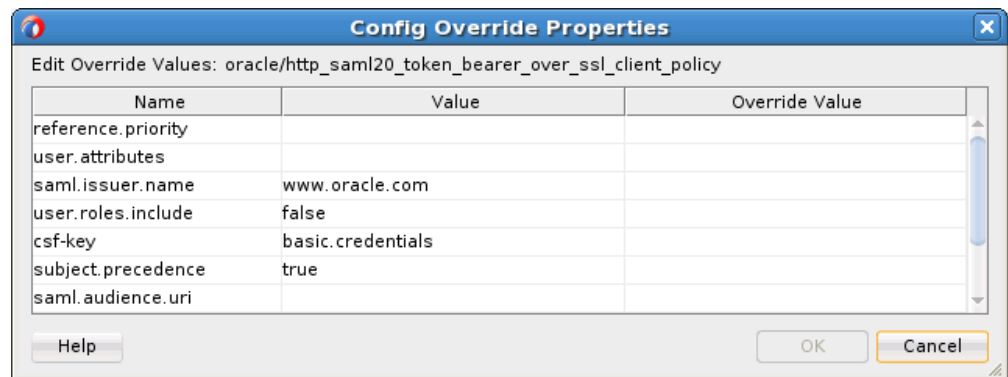 Config Override Properties
Edit Override Values: oracle/http_saml20_token_bearer_over_ssl_client_policy
Name Value Override Value
reference.priority
user.attributes
saml.issuer.name www.oracle.com
user.roles.include false
csf-key basic.credentials
subject.precedence true
saml.audience.uri
Help OK Cancel